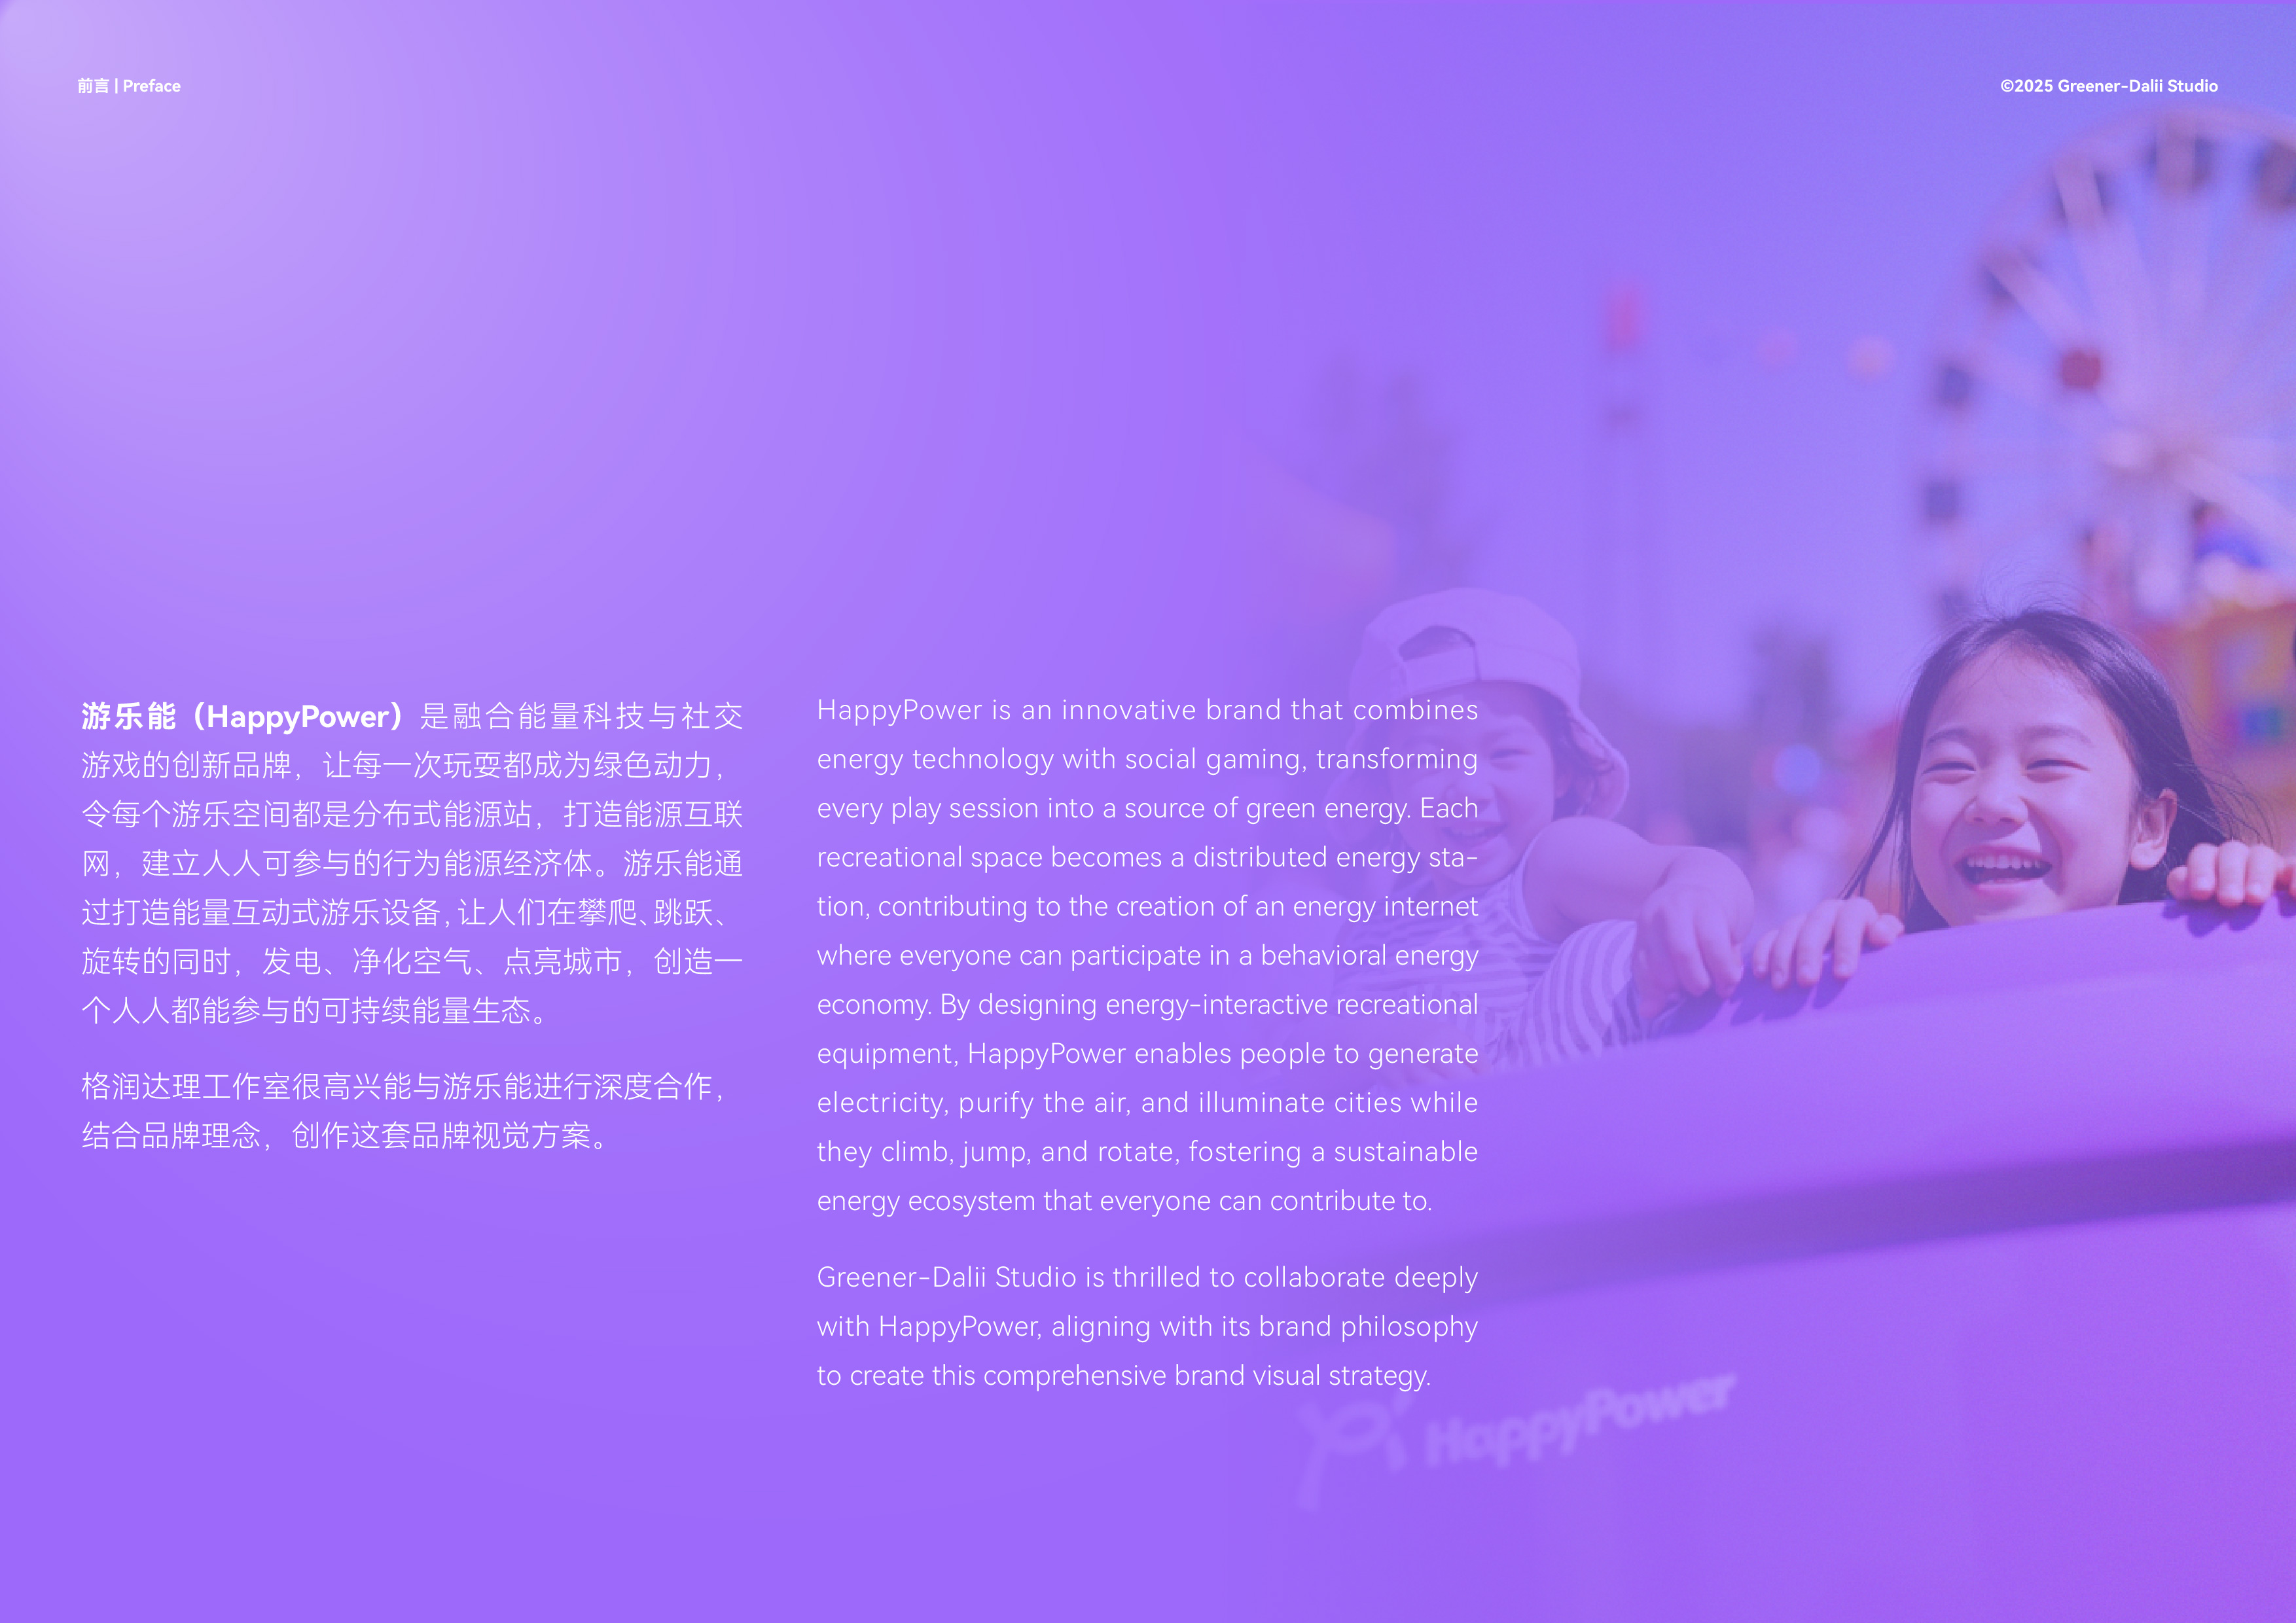 前言 | Preface
©2025 Greener-Dalii Studio
游乐能（HappyPower）是融合能量科技与社交
游戏的创新品牌，让每一次玩耍都成为绿色动力，
令每个游乐空间都是分布式能源站，打造能源互联
网，建立人人可参与的行为能源经济体。游乐能通
过打造能量互动式游乐设备，让人们在攀爬、跳跃、
旋转的同时，发电、净化空气、点亮城市，创造一
个人人都能参与的可持续能量生态。
格润达理工作室很高兴能与游乐能进行深度合作，
结合品牌理念，创作这套品牌视觉方案。
HappyPower is an innovative brand that combines
energy technology with social gaming, transforming
every play session into a source of green energy. Each
recreational space becomes a distributed energy sta-
tion, contributing to the creation of an energy internet
where everyone can participate in a behavioral energy
economy. By designing energy-interactive recreational
equipment, HappyPower enables people to generate
electricity, purify the air, and illuminate cities while
they climb, jump, and rotate, fostering a sustainable
energy ecosystem that everyone can contribute to.
Greener-Dalii Studio is thrilled to collaborate deeply
with HappyPower, aligning with its brand philosophy
to create this comprehensive brand visual strategy.
HappyPower